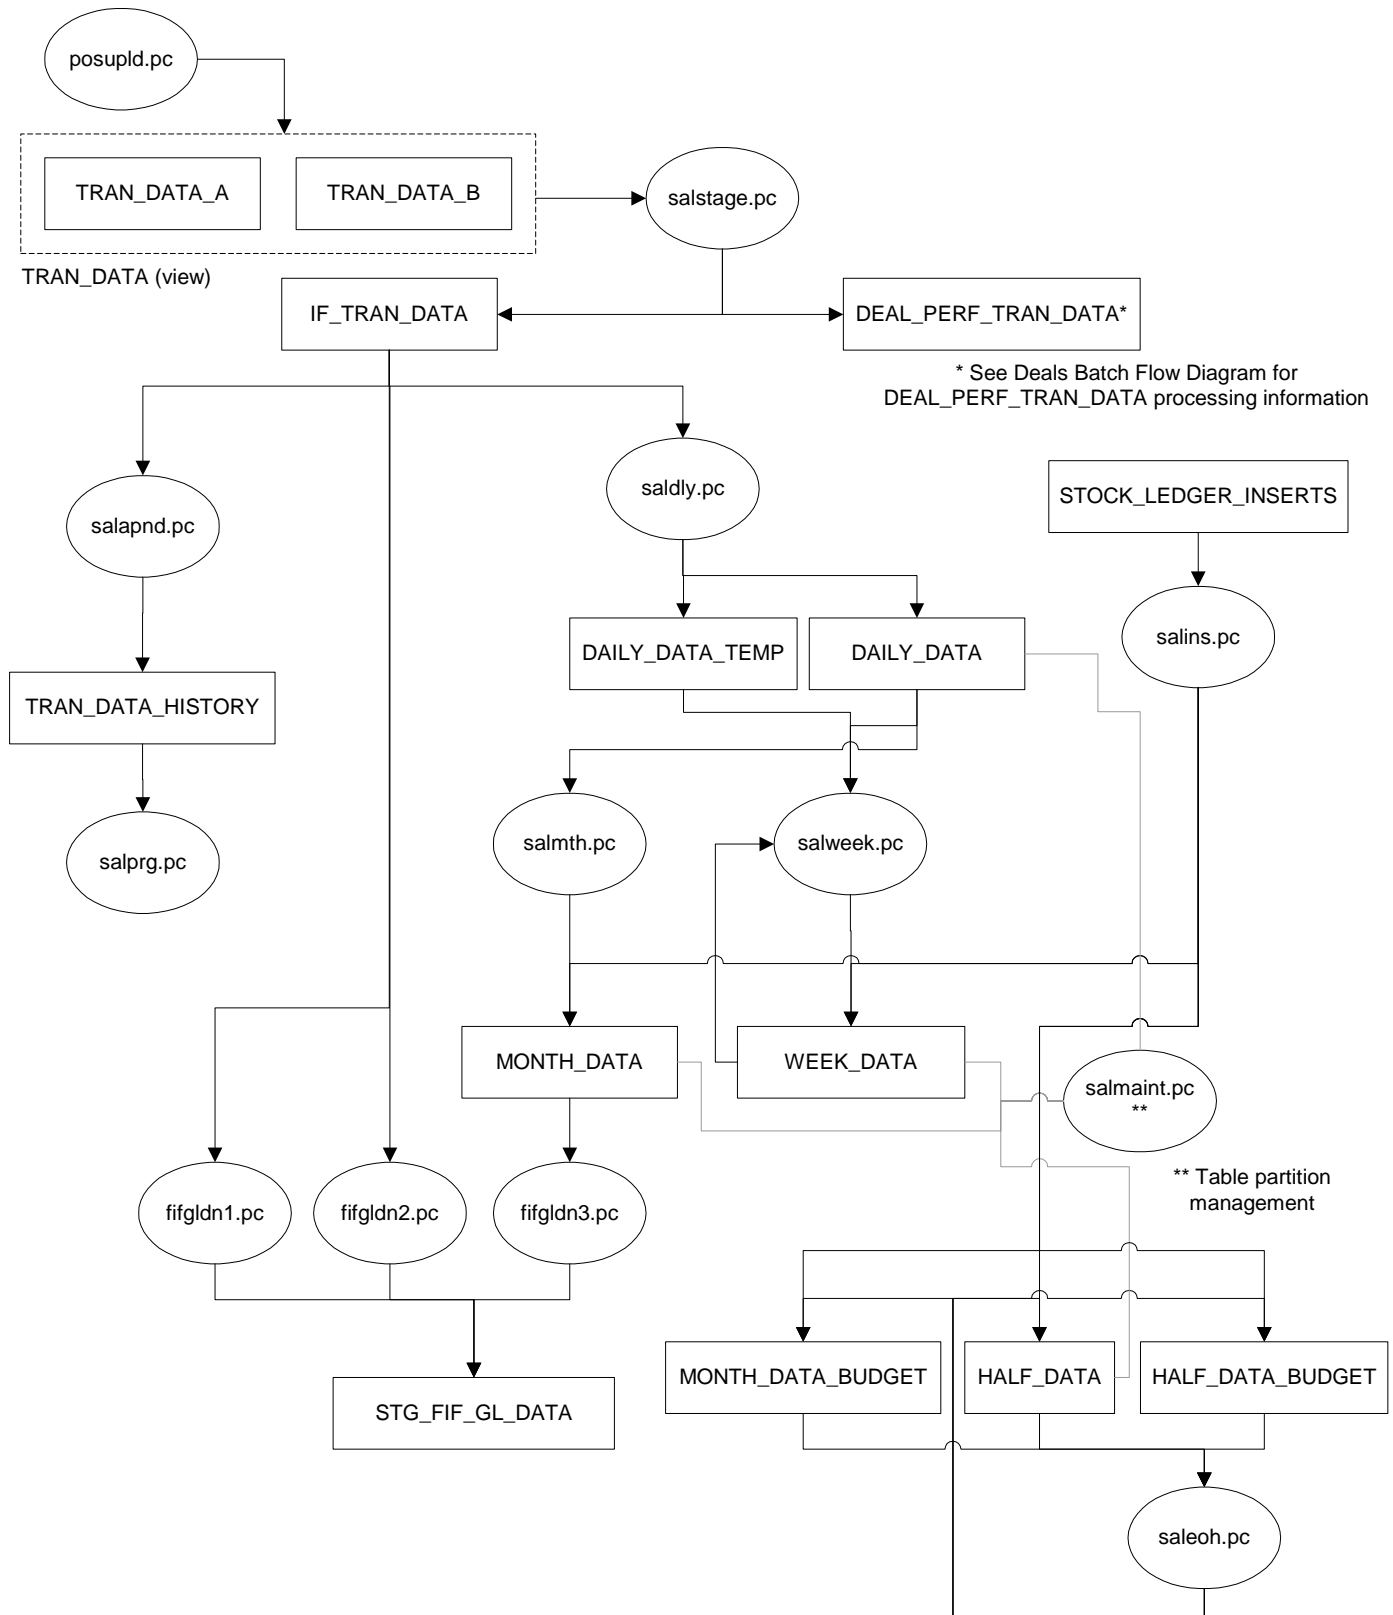 posupld.pc
TRAN_DATA_A
TRAN_DATA_B
salstage.pc
TRAN_DATA (view)
IF_TRAN_DATA
DEAL_PERF_TRAN_DATA*
* See Deals Batch Flow Diagram for
DEAL_PERF_TRAN_DATA processing information
saldly.pc
STOCK_LEDGER_INSERTS
salapnd.pc
salins.pc
DAILY_DATA_TEMP
DAILY_DATA
TRAN_DATA_HISTORY
salmth.pc
salweek.pc
salprg.pc
MONTH_DATA
WEEK_DATA
salmaint.pc
**
** Table partition
management
fifgldn1.pc
fifgldn2.pc
fifgldn3.pc
MONTH_DATA_BUDGET
HALF_DATA
HALF_DATA_BUDGET
STG_FIF_GL_DATA
saleoh.pc